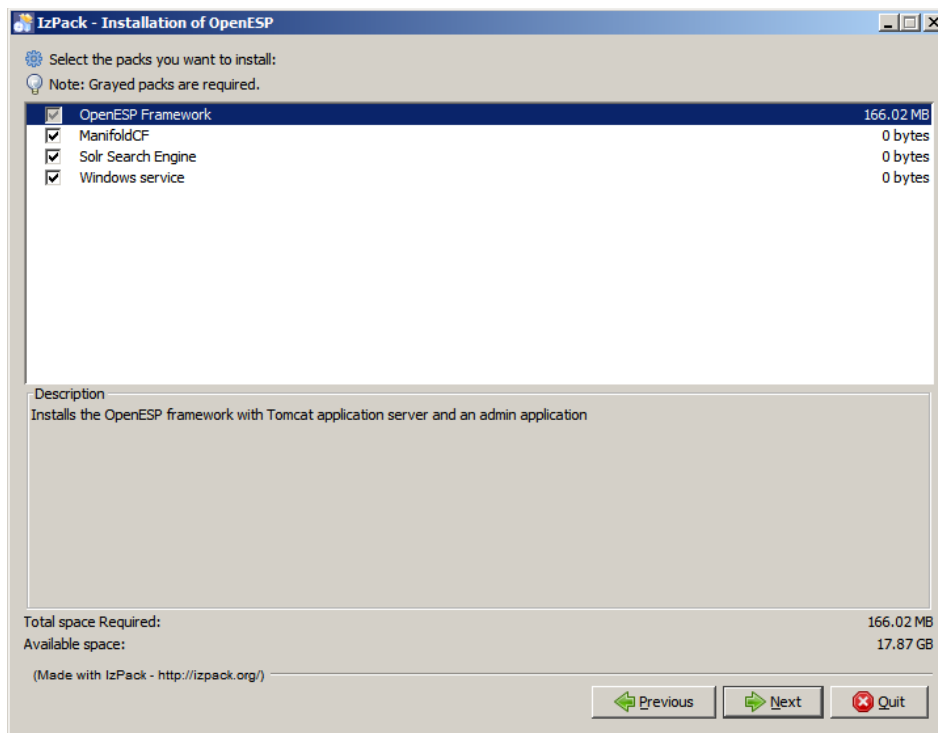 IzPack - Installation of OpenESP
Select the packs you want to install:
Note: Grayed packs are required.
OpenESP Framework 166.02 MB
ManifoldCF 0 bytes
Solr Search Engine 0 bytes
Windows service 0 bytes
Description
Installs the OpenESP framework with Tomcat application server and an admin application
Total space Required: 166.02 MB
Available space: 17.87 GB
(Made with IzPack - http://izpack.org/)
Previous Next Quit